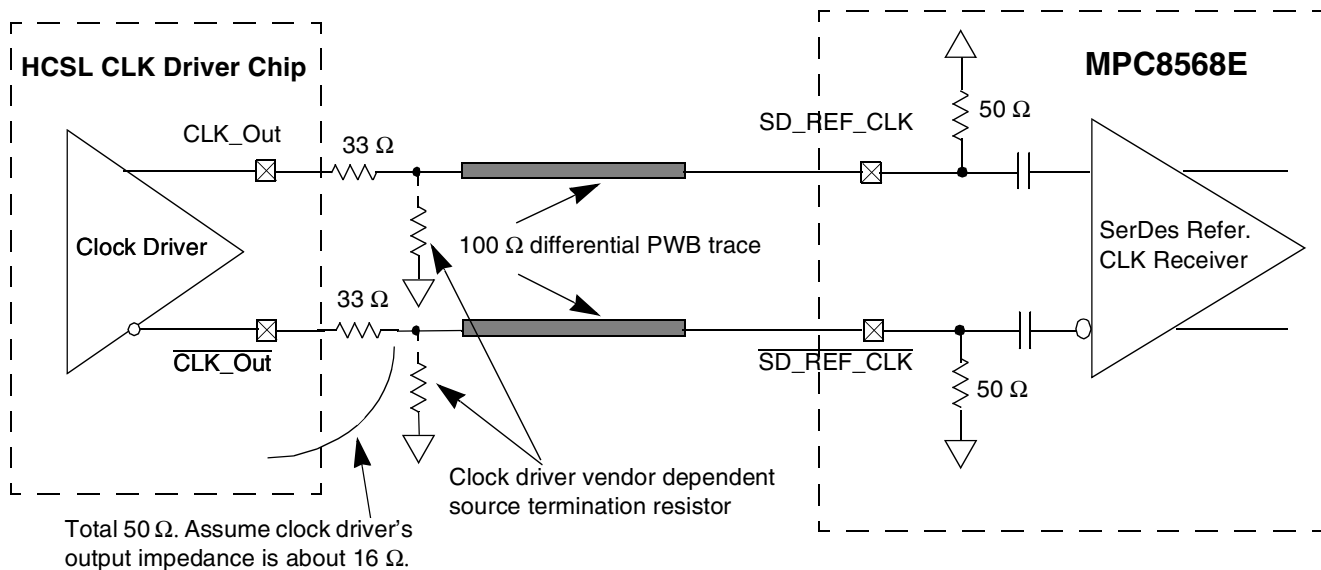 HCSL CLK Driver Chip
MPC8568E
CLK_Out
33 Ω
SD_REF_CLK
50 Ω
Clock Driver
100 Ω differential PWB trace
SerDes Refer.
CLK Receiver
33 Ω
CLK_Out
SD_REF_CLK
50 Ω
Clock driver vendor dependent
source termination resistor
Total 50 Ω. Assume clock driver's
output impedance is about 16 Ω.